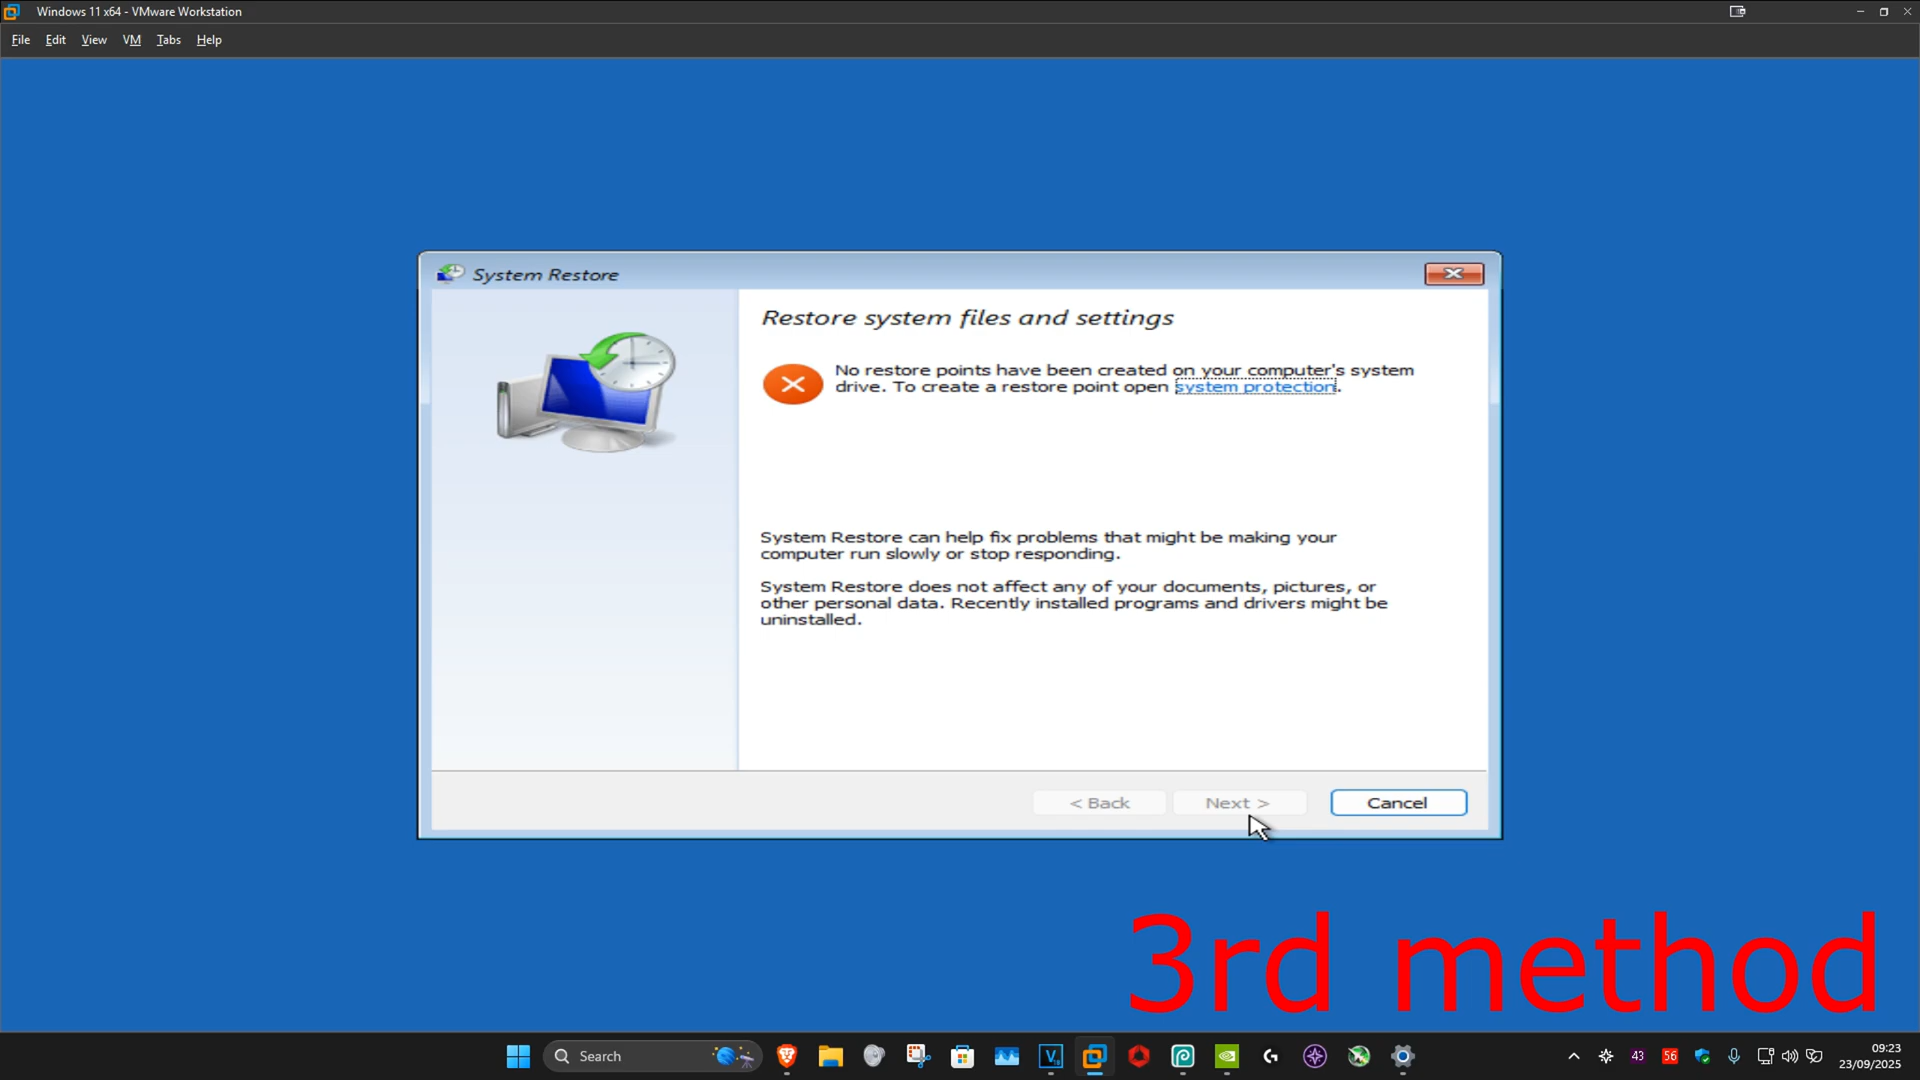 Windows 11 x64 - VMware Workstation
File Edit View VM Tabs Help
System Restore
Restore system files and settings
No restore points have been created on your computer's system
drive. To create a restore point open system protection.
System Restore can help fix problems that might be making your
computer run slowly or stop responding.
System Restore does not affect any of your documents, pictures, or
other personal data. Recently installed programs and drivers might be
uninstalled.
< Back Next > Cancel
3rd method
Search
43 56
09:23
23/09/2025